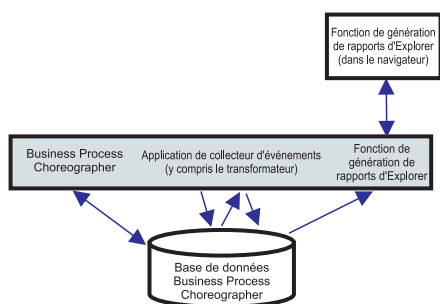 Fonction de génération
de rapports d'Explorer
(dans le navigateur)
Business Process
Choreographer
Application de collecteur d'événements
(y compris le transformateur)
Fonction de
génération de
rapports d'Explorer
Base de données
Business Process
Choreographer